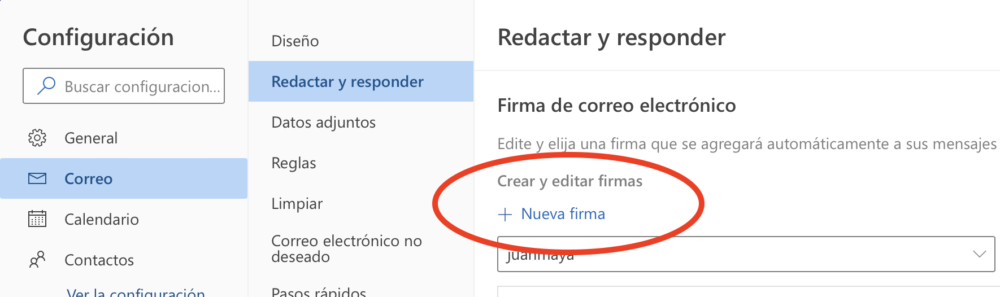 Configuración
Buscar configuracion...
General
Correo
Calendario
Contactos
Ver la configuración
Diseño
Redactar y responder
Datos adjuntos
Reglas
Limpiar
Correo electrónico no
deseado
Pasos rápidos
Redactar y responder
Firma de correo electrónico
Edite y elija una firma que se agregará automáticamente a sus mensajes
Crear y editar firmas
+ Nueva firma
juanmaya